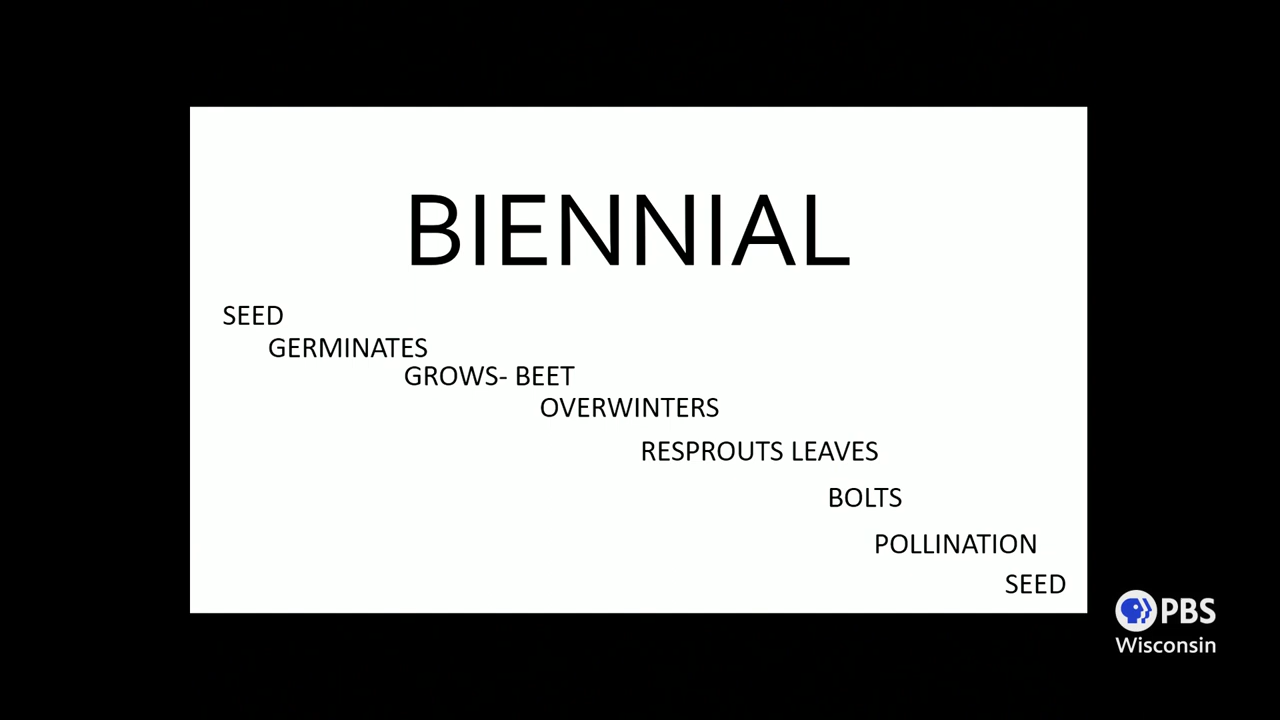 BIENNIAL
SEED
GERMINATES
GROWS- BEET
OVERWINTERS
RESPROUTS LEAVES
BOLTS
POLLINATION
SEED
PBS
Wisconsin